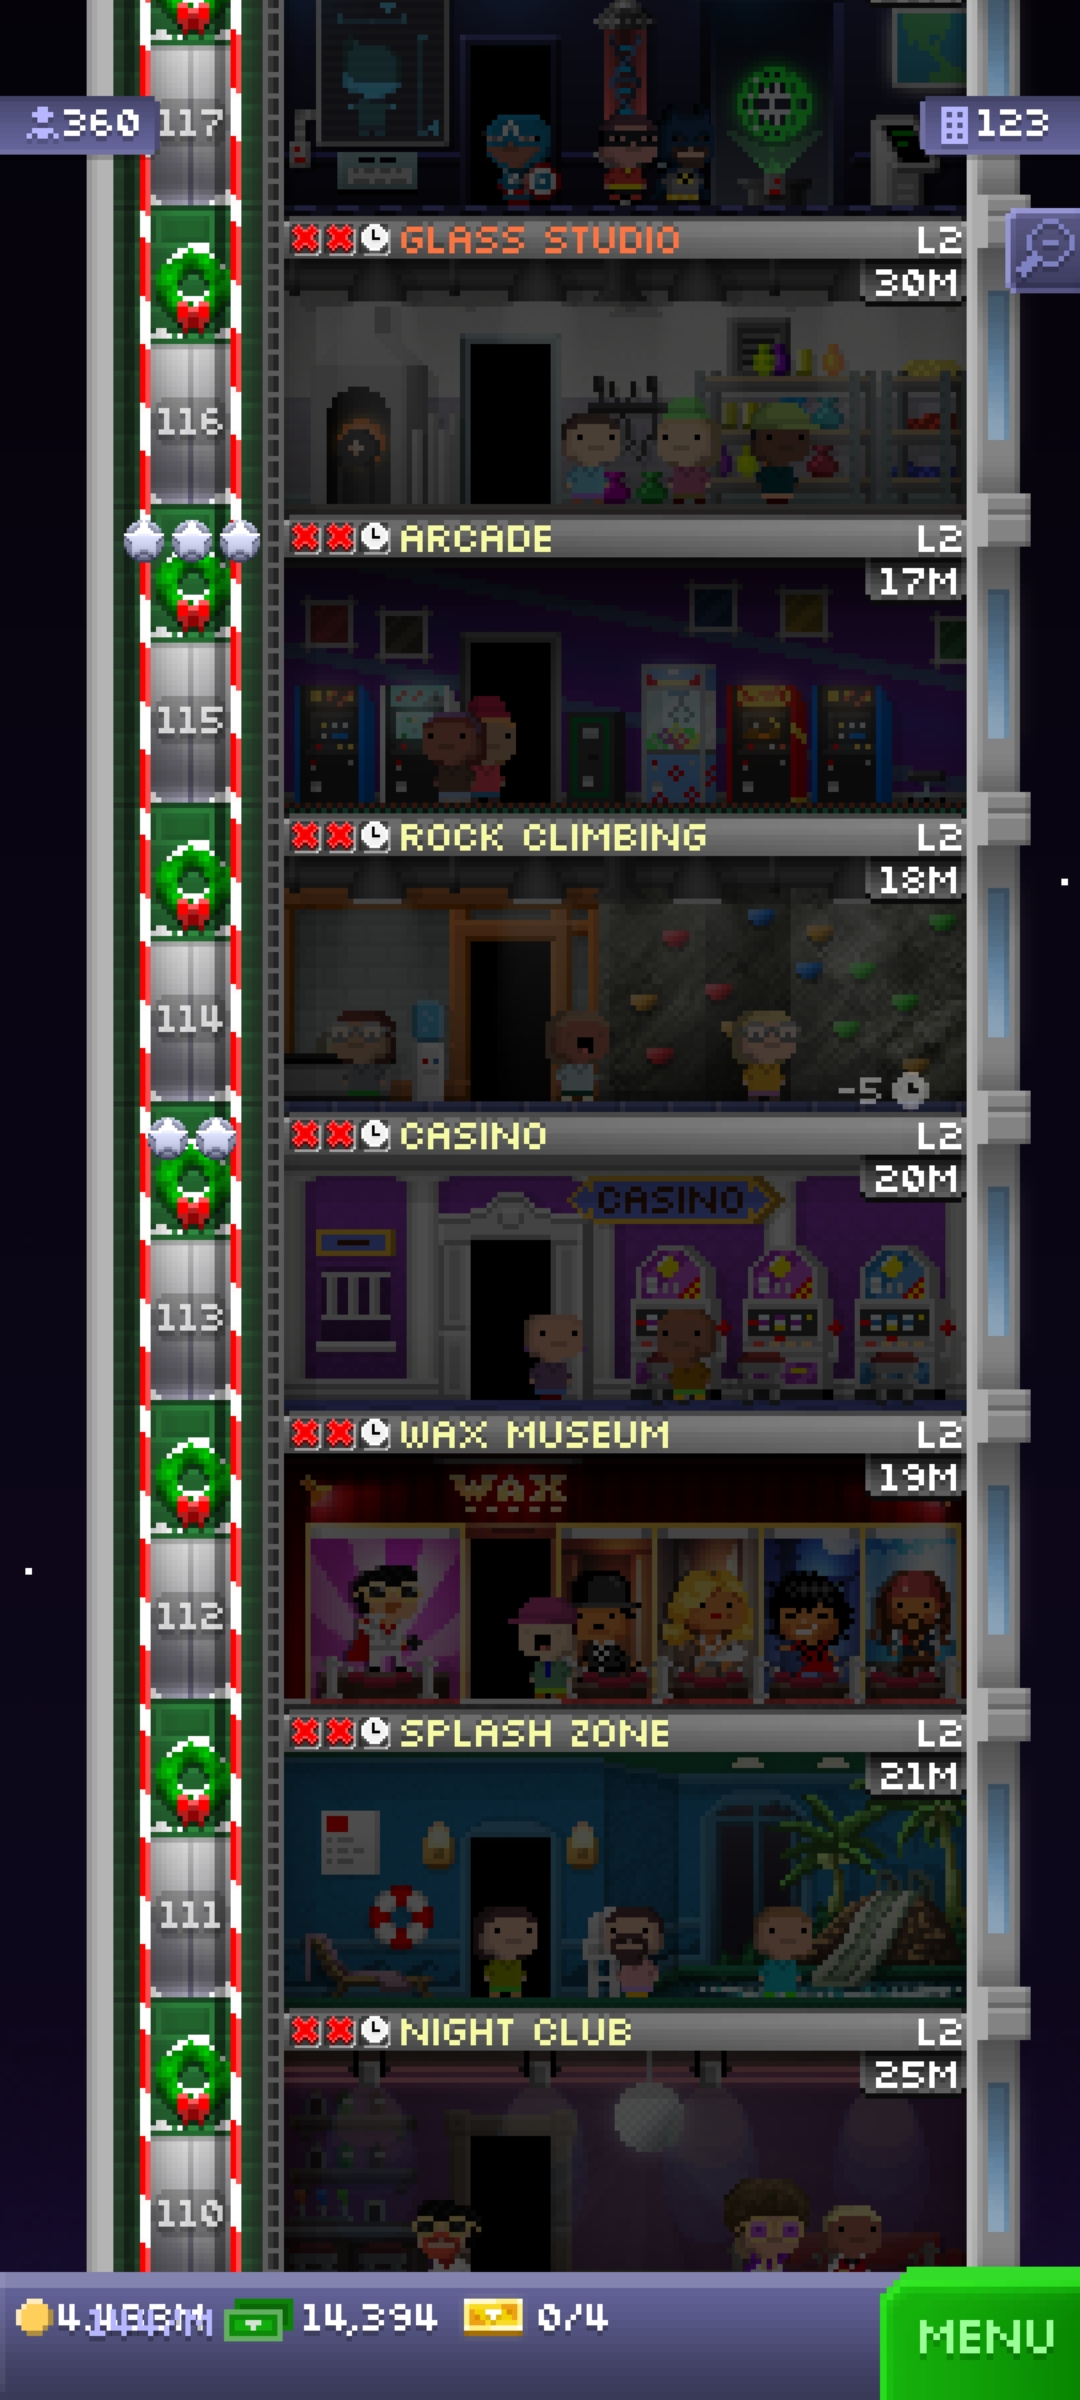 117
360
123
GLASS STUDIO L2
30M
116
ARCADE L2
17M
115
ROCK CLIMBING L2
18M
114
-5
CASINO L2
20M
CASINO
113
WAX MUSEUM L2
19M
WAX
112
SPLASH ZONE L2
21M
111
NIGHT CLUB L2
25M
110
14,394
0/4
MENU